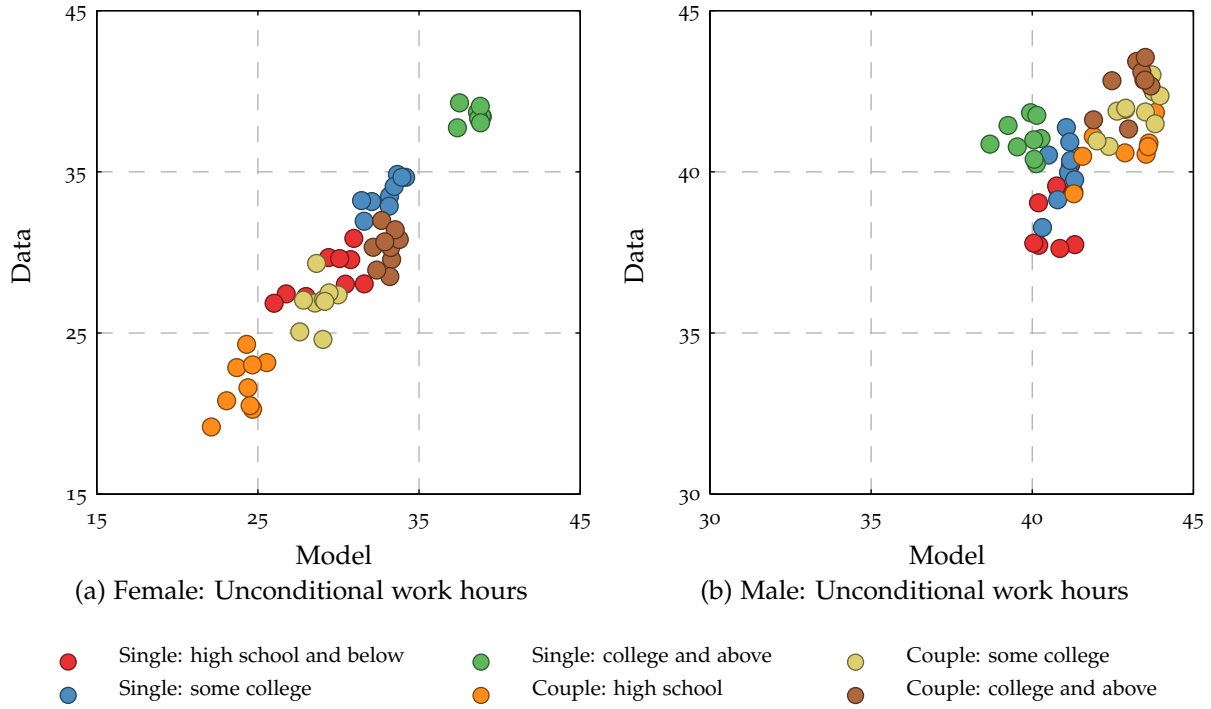 45
35
25
15
Data
15 25 35 45
Model
(a) Female: Unconditional work hours
45
40
35
30
Data
30 35 40 45
Model
(b) Male: Unconditional work hours
Single: high school and below Single: college and above Couple: some college
Single: some college Couple: high school Couple: college and above